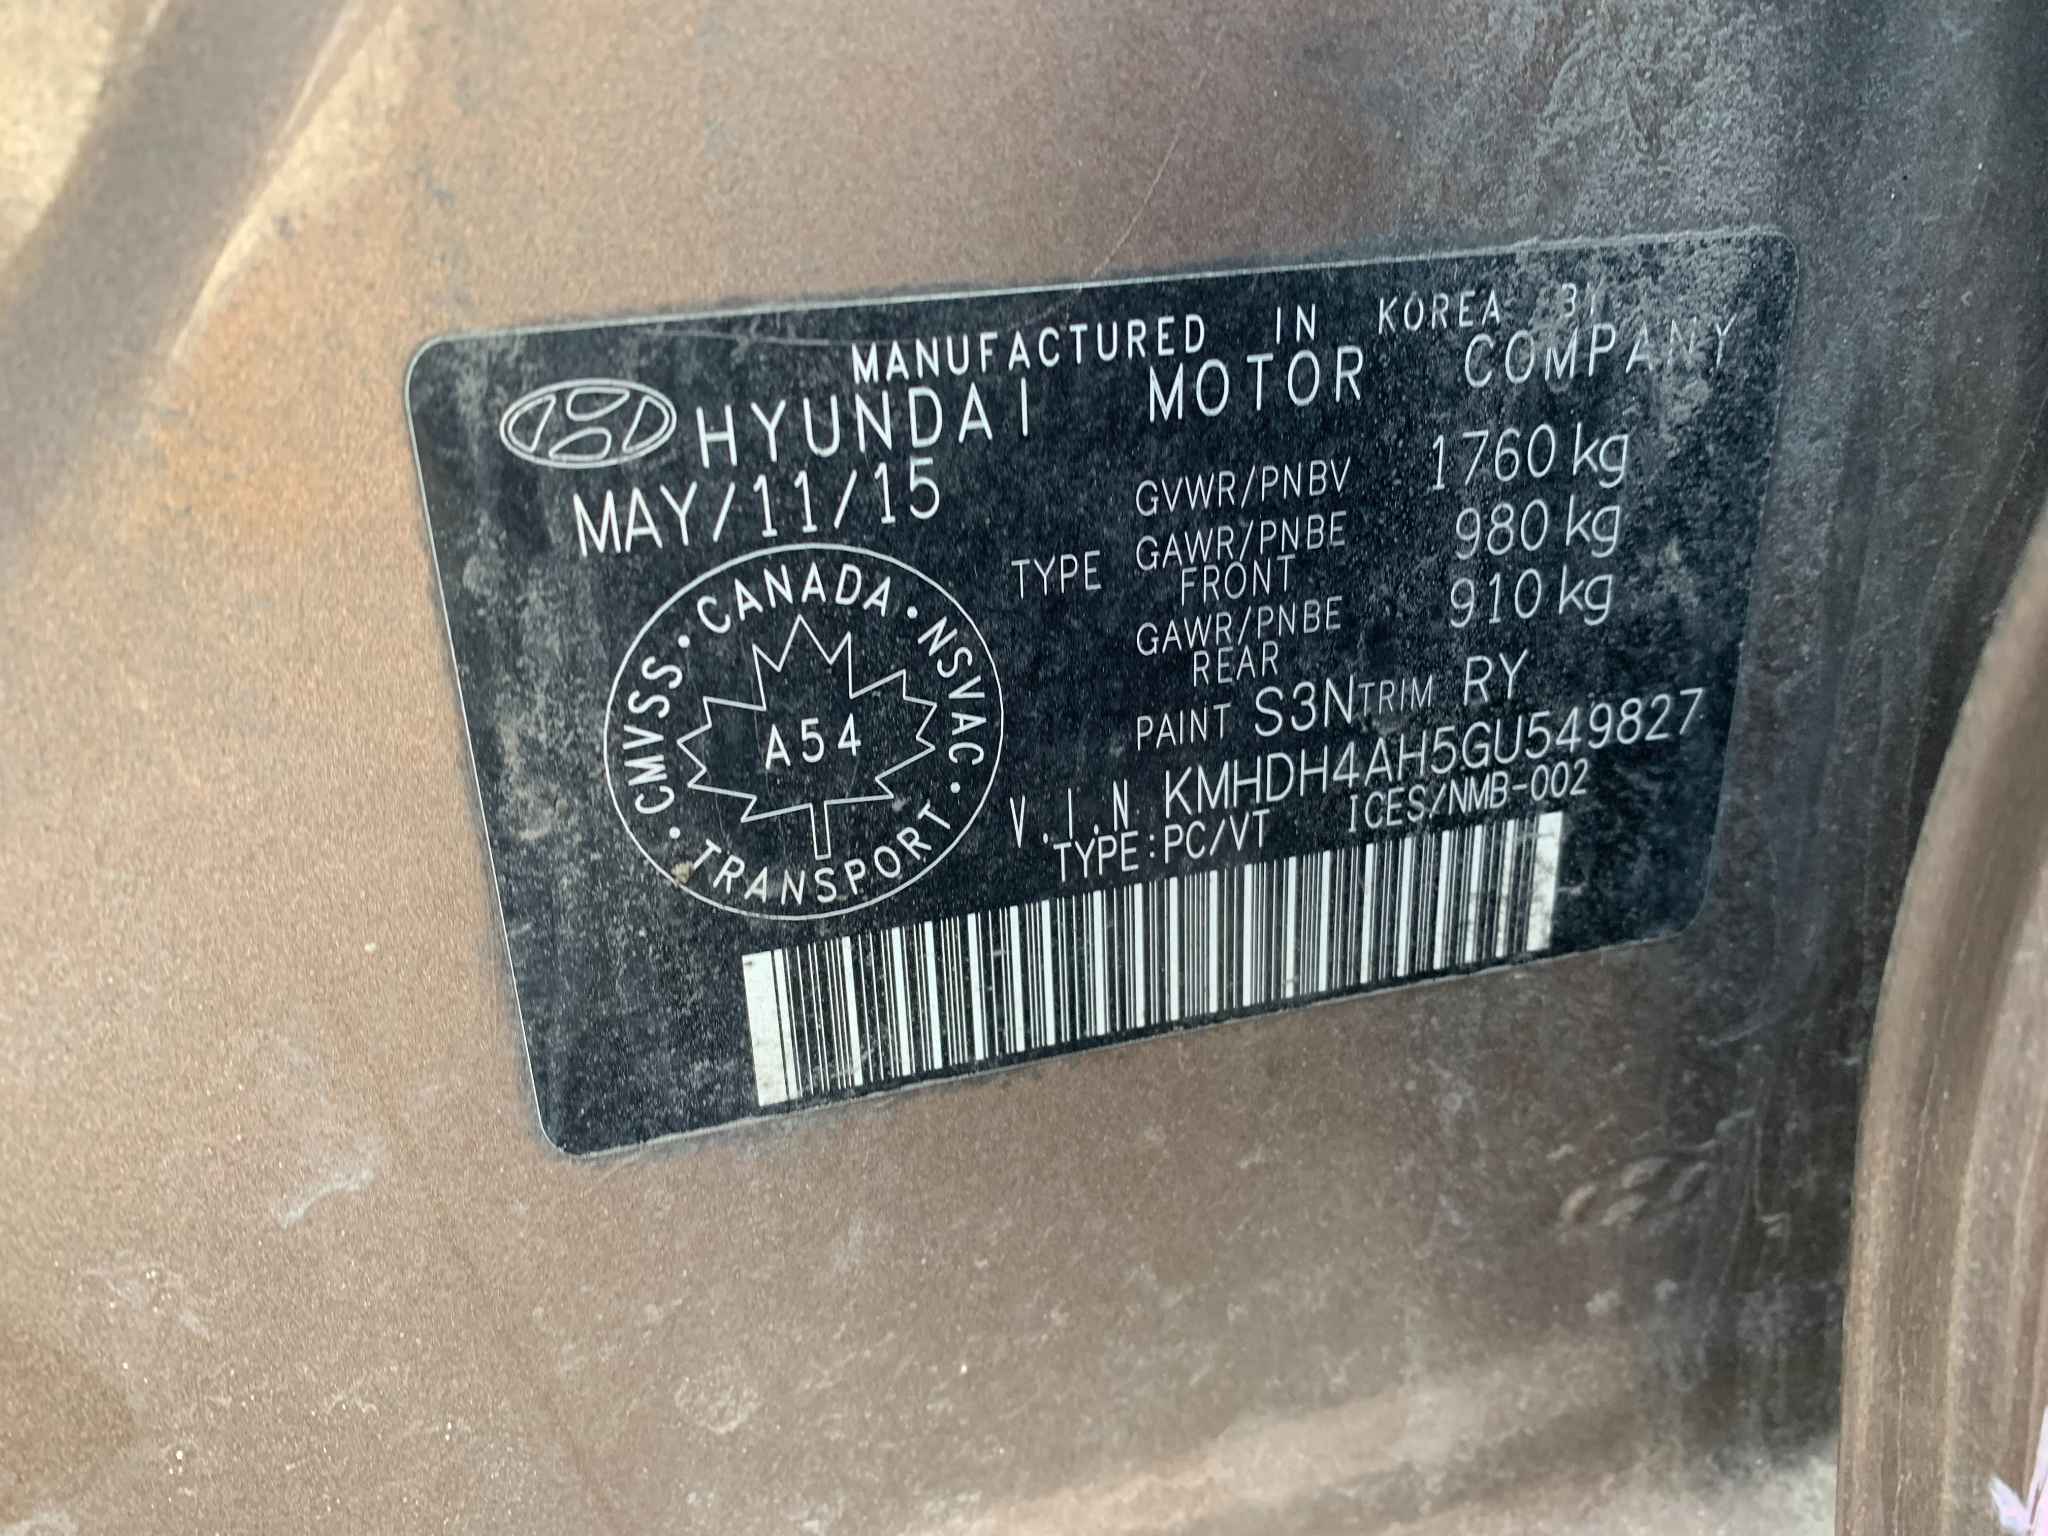 MANUFACTURED IN KOREA BY
HYUNDAI MOTOR COMPANY
MAY/11/15
GVWR/PNBV 1760 kg
TYPE GAWR/PNBE FRONT 980 kg
GAWR/PNBE REAR 910 kg
CMVSS · CANADA · NSVAC · TRANSPORT ·
A54
PAINT S3N TRIM RY
V.I.N KMHDH4AH5GU549827
TYPE:PC/VT ICES/NMB-002